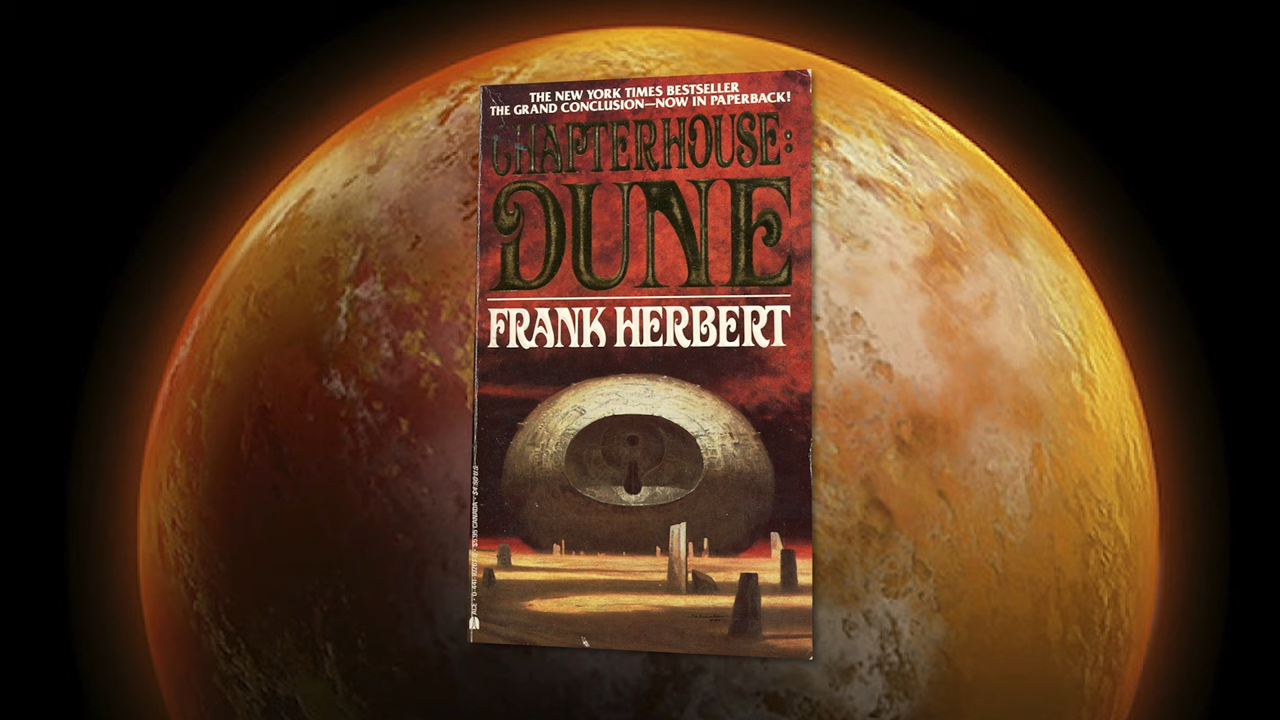 THE NEW YORK TIMES BESTSELLER
THE GRAND CONCLUSION—NOW IN PAPERBACK!
CHAPTERHOUSE:
DUNE
FRANK HERBERT